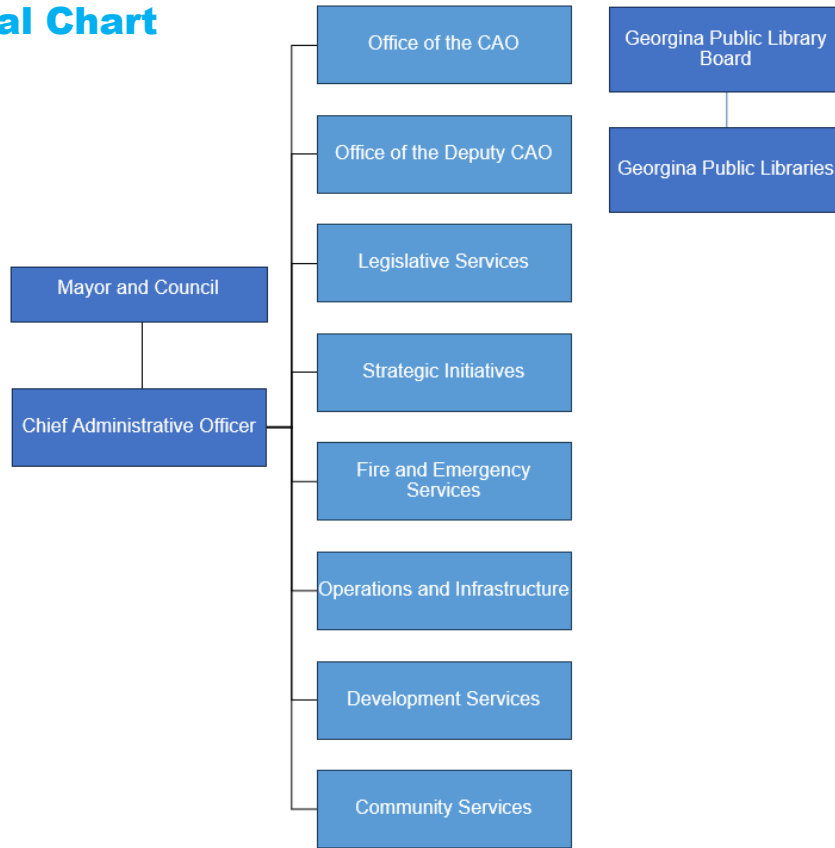 al Chart
Office of the CAO
Georgina Public Library
Board
Office of the Deputy CAO
Georgina Public Libraries
Legislative Services
Mayor and Council
Strategic Initiatives
Chief Administrative Officer
Fire and Emergency
Services
Operations and Infrastructure
Development Services
Community Services